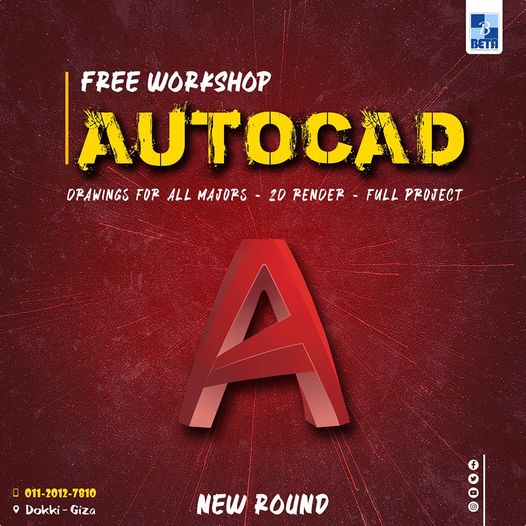 BETA
FREE WORKSHOP
AUTOCAD
DRAWINGS FOR ALL MAJORS - 2D RENDER - FULL PROJECT
011-2012-7810
Dokki - Giza
NEW ROUND